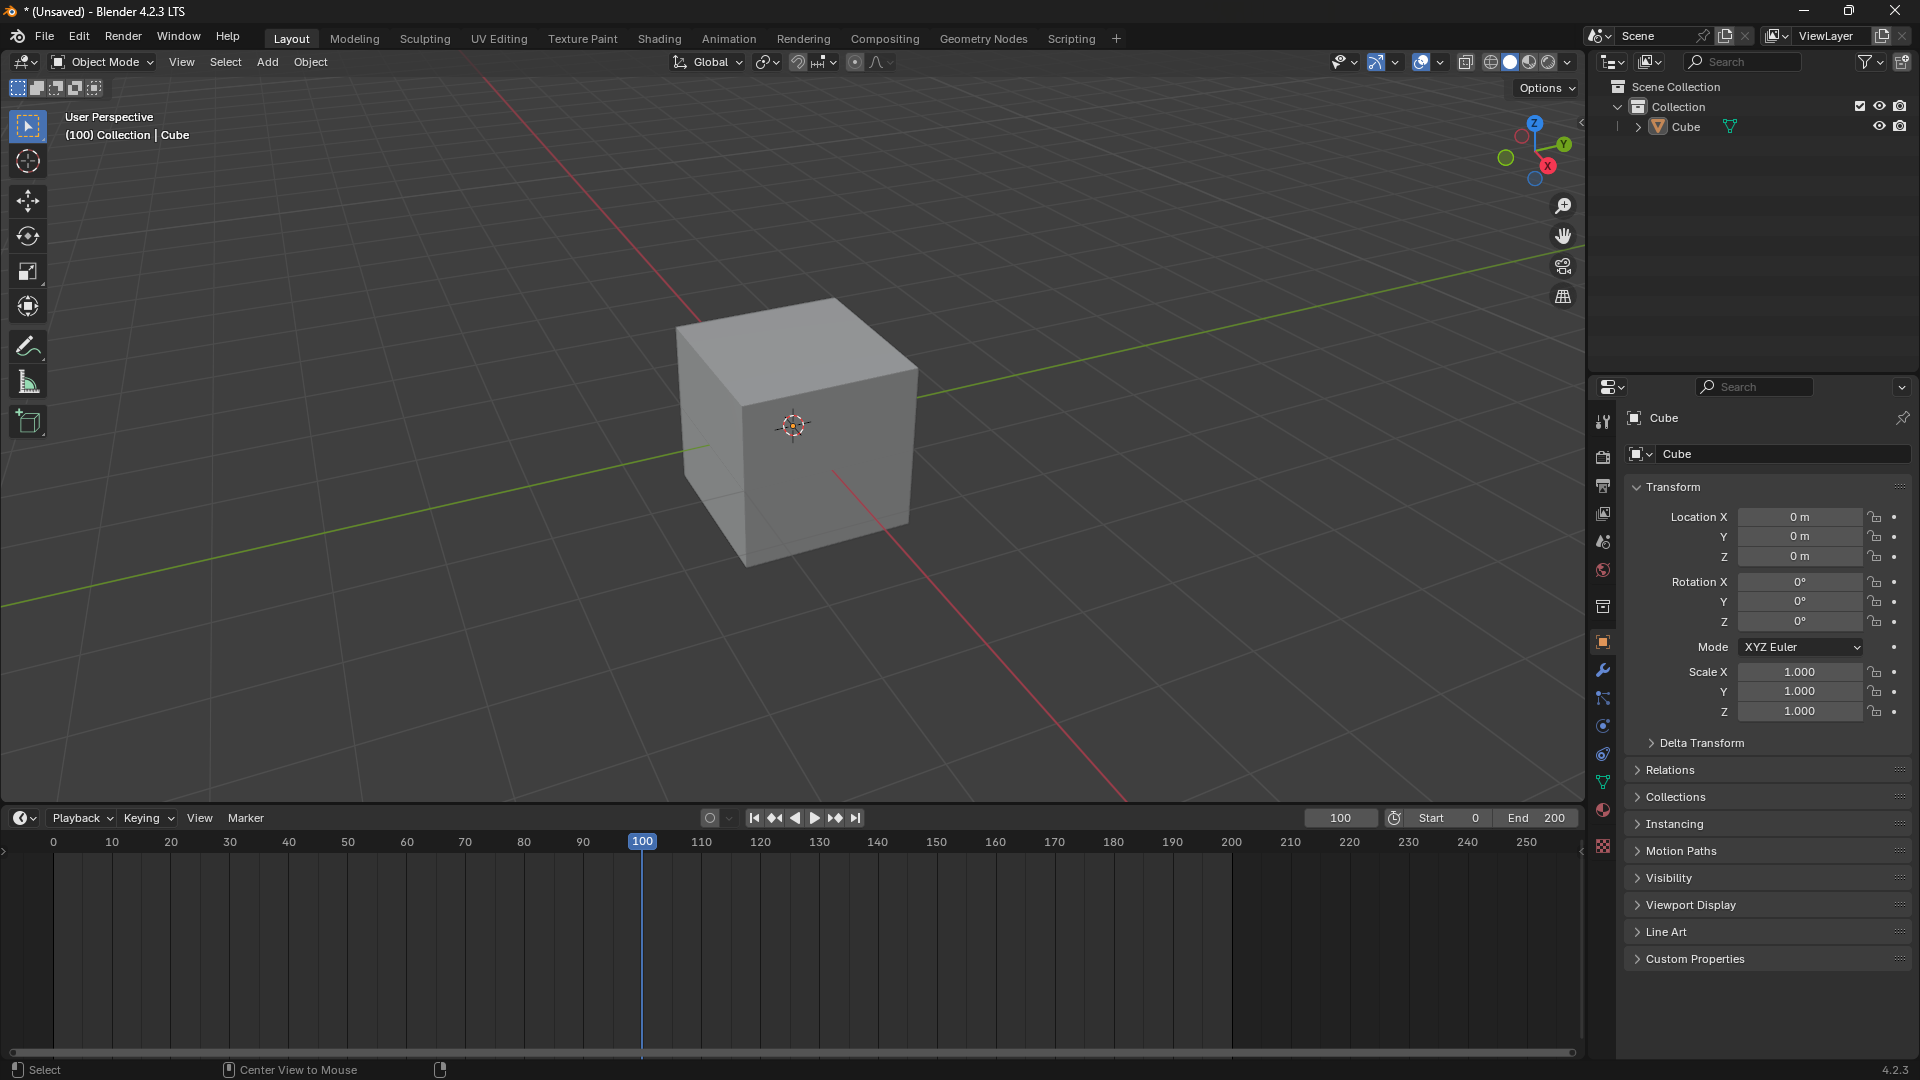 * (Unsaved) - Blender 4.2.3 LTS
File Edit Render Window Help Layout Modeling Sculpting UV Editing Texture Paint Shading Animation Rendering Compositing Geometry Nodes Scripting + Scene ViewLayer
Object Mode View Select Add Object Global Search
Options
User Perspective
(100) Collection | Cube
Z
Y
X
Scene Collection
Collection
Cube
Search
Cube
Cube
Transform
Location X 0 m
Y 0 m
Z 0 m
Rotation X 0°
Y 0°
Z 0°
Mode XYZ Euler
Scale X 1.000
Y 1.000
Z 1.000
Delta Transform
Relations
Collections
Instancing
Motion Paths
Visibility
Viewport Display
Line Art
Custom Properties
Playback Keying View Marker 100 Start 0 End 200
0 10 20 30 40 50 60 70 80 90 100 110 120 130 140 150 160 170 180 190 200 210 220 230 240 250
Select Center View to Mouse 4.2.3